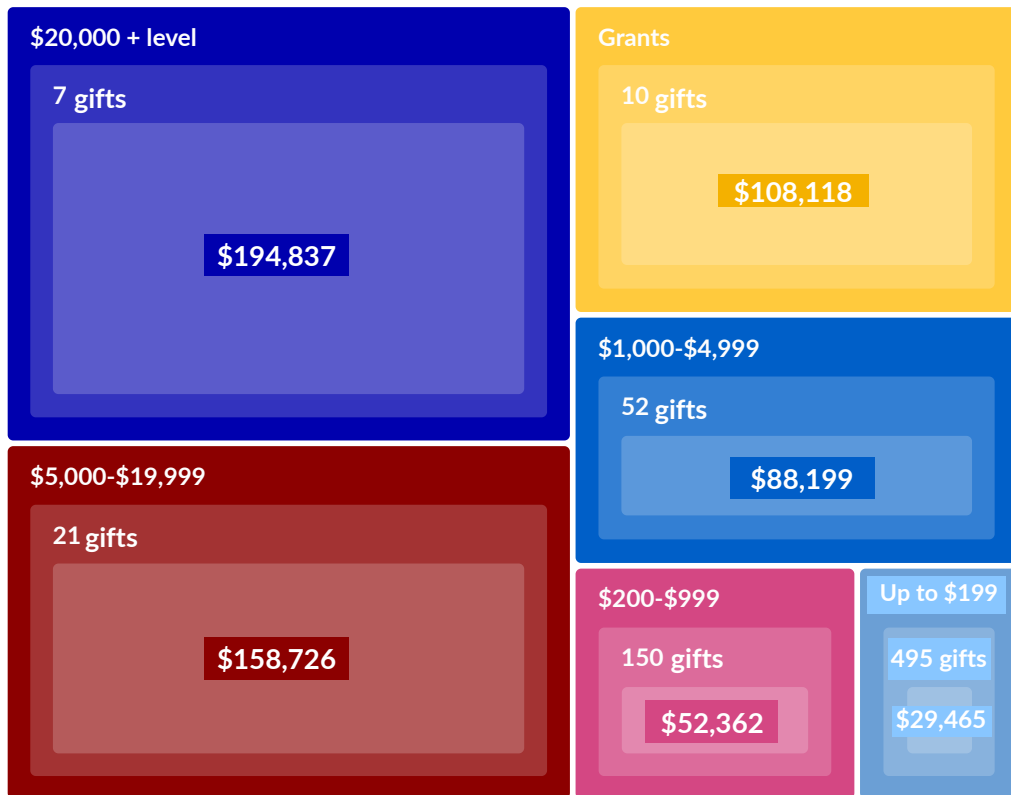 $20,000 + level
7 gifts
$194,837
Grants
10 gifts
$108,118
$1,000-$4,999
52 gifts
$88,199
$5,000-$19,999
21 gifts
$158,726
$200-$999
150 gifts
$52,362
Up to $199
495 gifts
$29,465